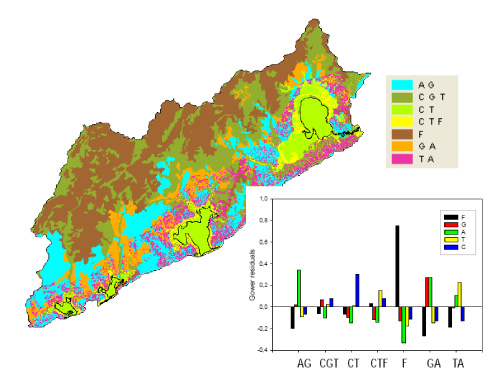 A G
C G T
C T
C T F
F
G A
T A
1,0
0,8
0,6
0,4
0,2
0,0
-0,2
-0,4
Gower residuals
F
G
A
T
C
AG CGT CT CTF F GA TA